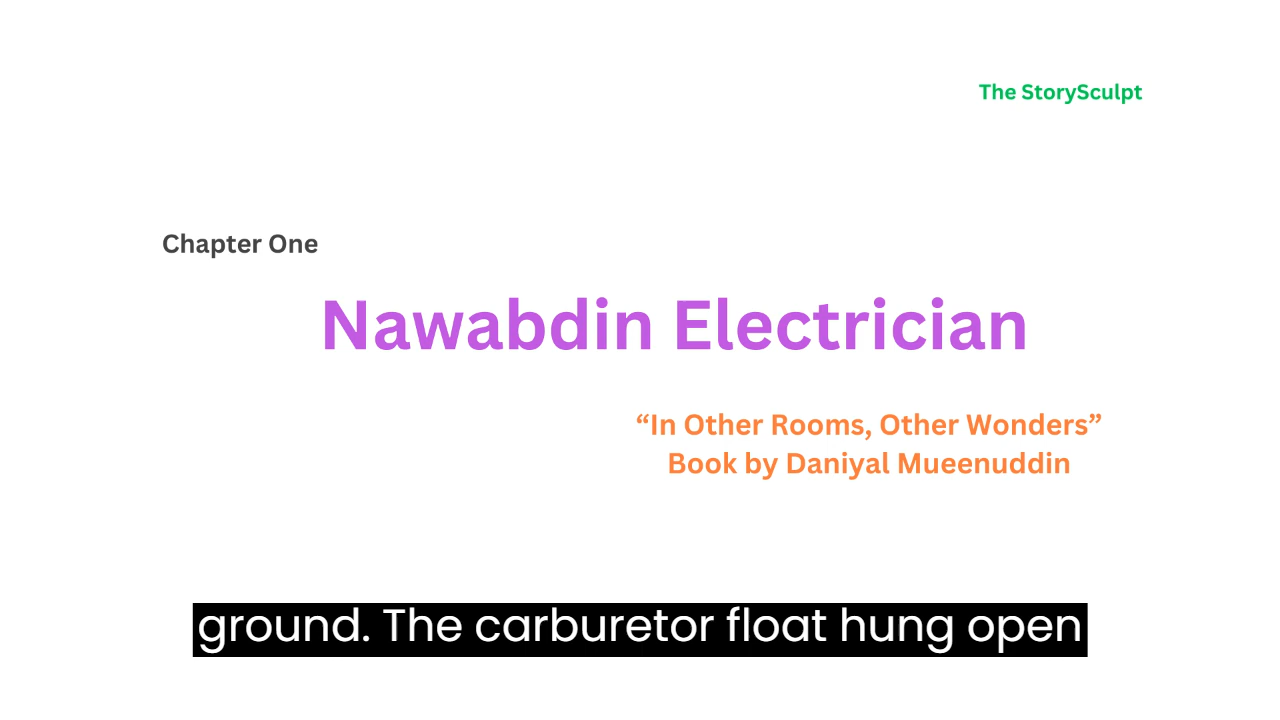 The StorySculpt
Chapter One
Nawabdin Electrician
“In Other Rooms, Other Wonders”
Book by Daniyal Mueenuddin
ground. The carburetor float hung open